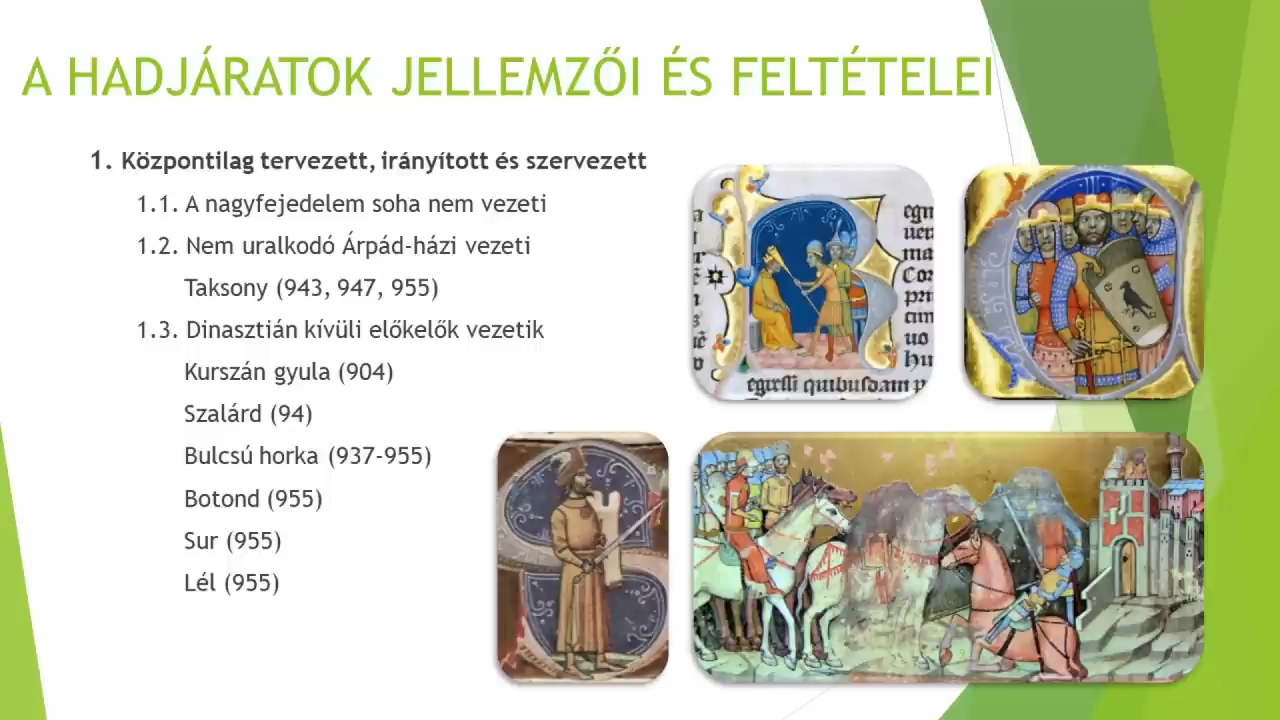 A HADJÁRATOK JELLEMZŐI ÉS FELTÉTELEI
1. Központilag tervezett, irányított és szervezett
1.1. A nagyfejedelem soha nem vezeti
1.2. Nem uralkodó Árpád-házi vezeti
Taksony (943, 947, 955)
1.3. Dinasztián kívüli előkelők vezetik
Kurszán gyula (904)
Szalárd (94)
Bulcsú horka (937-955)
Botond (955)
Sur (955)
Lél (955)